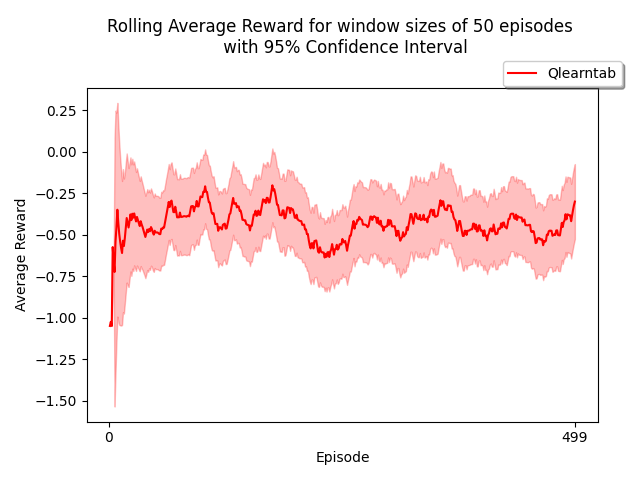 Rolling Average Reward for window sizes of 50 episodes
with 95% Confidence Interval
Qlearntab
0.25
0.00
−0.25
−0.50
−0.75
−1.00
−1.25
−1.50
Average Reward
0
499
Episode